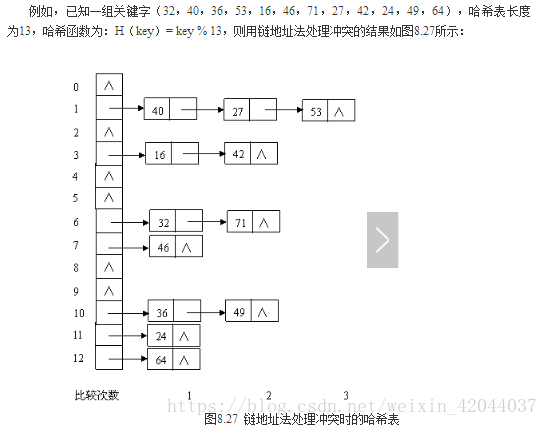 例如，已知一组关键字（32，40，36，53，16，46，71，27，42，24，49，64），哈希表长度
为13，哈希函数为：H（key）= key % 13，则用链地址法处理冲突的结果如图8.27所示：
0 ∧
1 40 27 53 ∧
2 ∧
3 16 42 ∧
4 ∧
5 ∧
6 32 71 ∧
7 46 ∧
8 ∧
9 ∧
10 36 49 ∧
11 24 ∧
12 64 ∧
比较次数 1 2 3
https://blog.csdn.net/weixin_42044037
图8.27 链地址法处理冲突时的哈希表